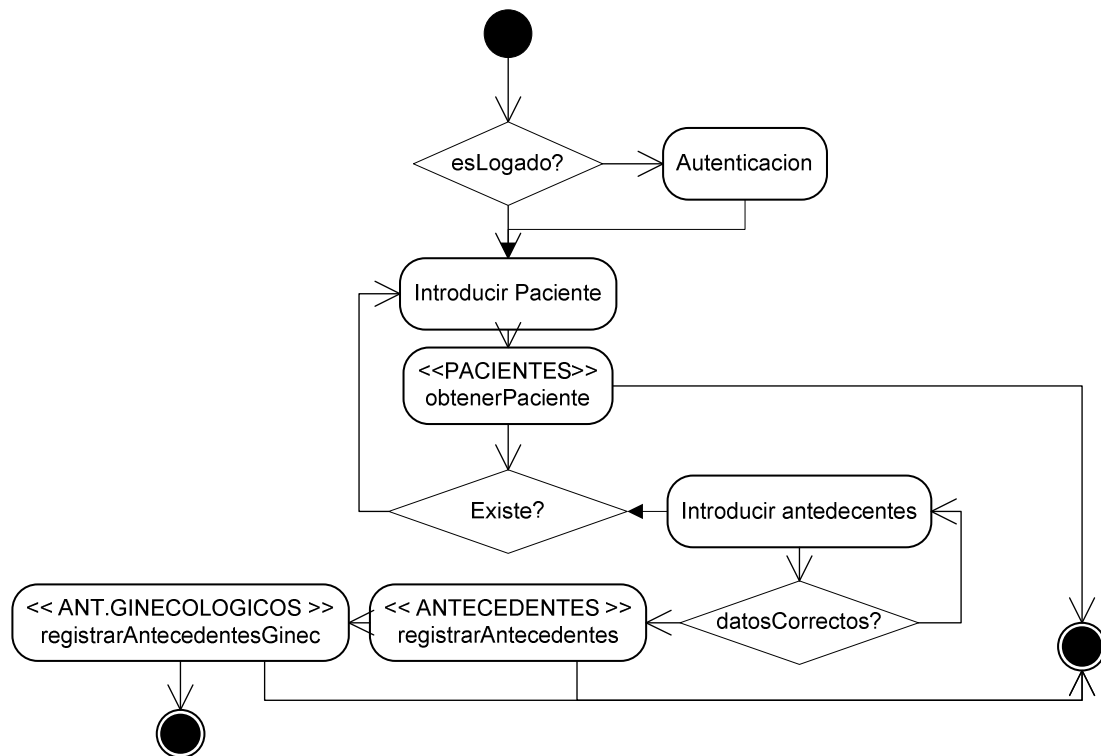 esLogado?
Autenticacion
Introducir Paciente
<<PACIENTES>>
obtenerPaciente
Existe?
Introducir antedecentes
<< ANT.GINECOLOGICOS >>
registrarAntecedentesGinec
<< ANTECEDENTES >>
registrarAntecedentes
datosCorrectos?